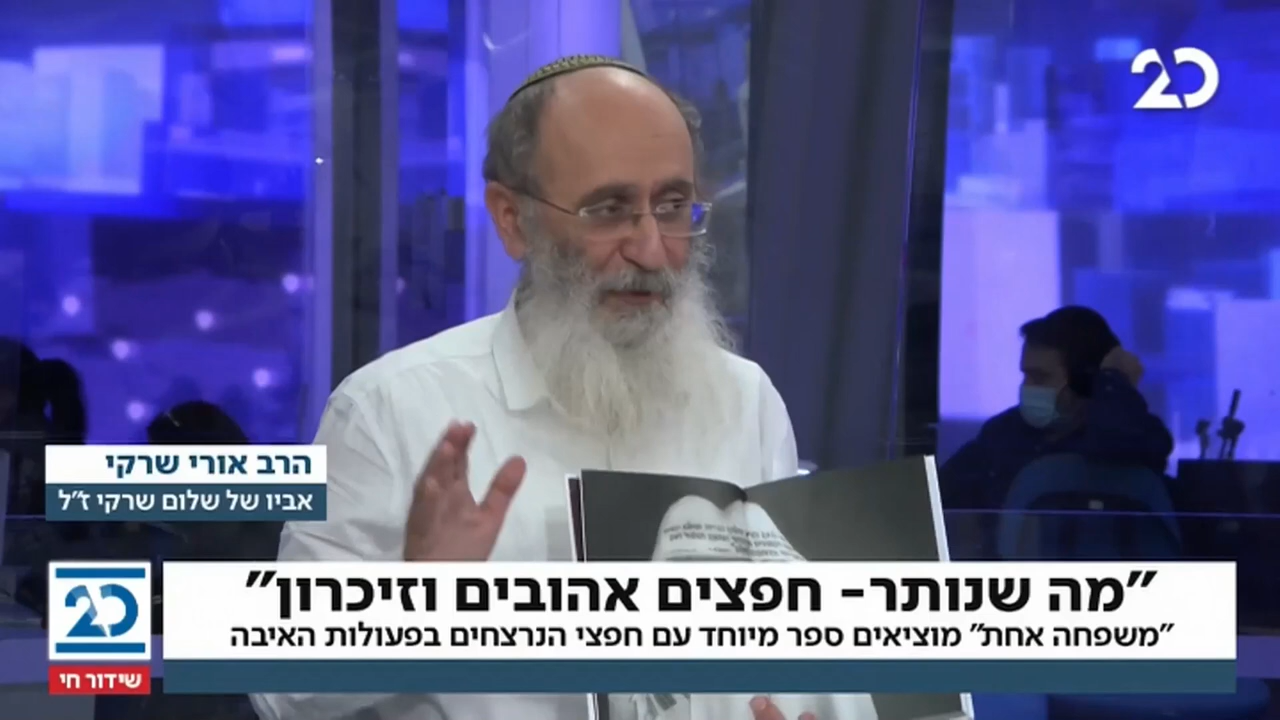 20
הרב אורי שרקי
אביו של שלום שרקי ז"ל
20
"מה שנותר- חפצים אהובים וזיכרון"
"משפחה אחת" מוציאים ספר מיוחד עם חפצי הנרצחים בפעולות האיבה
שידור חי